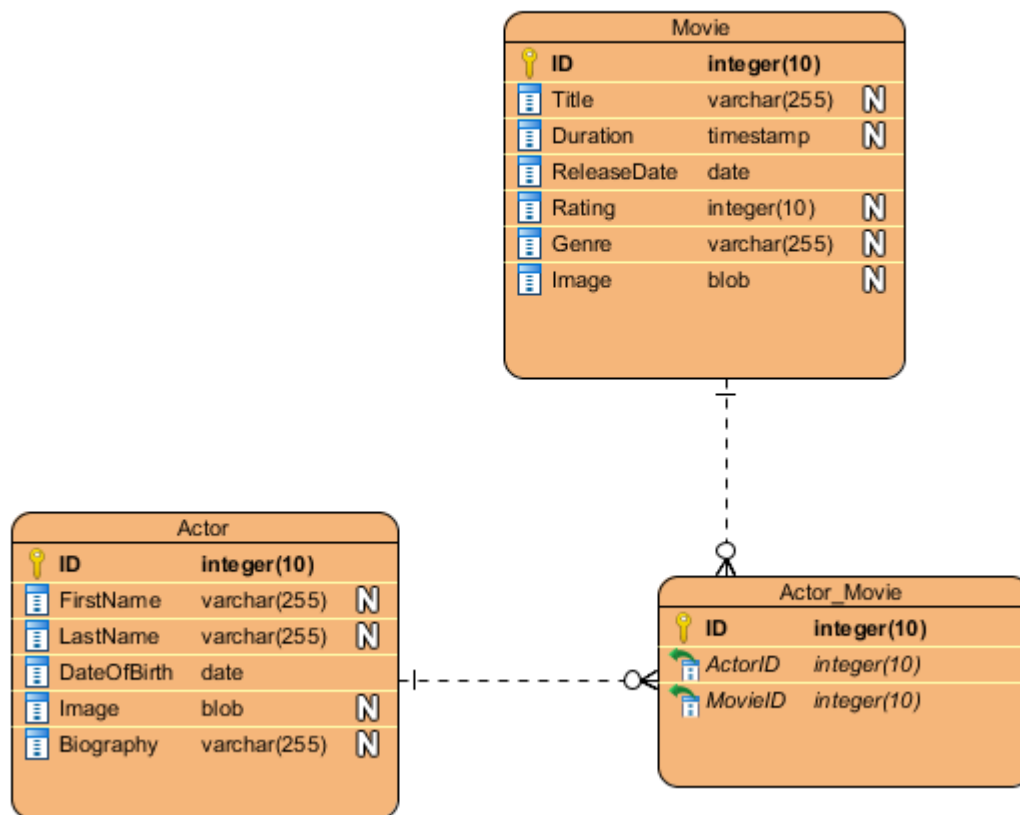 Movie
ID integer(10)
Title varchar(255) N
Duration timestamp N
ReleaseDate date
Rating integer(10) N
Genre varchar(255) N
Image blob N
Actor
ID integer(10)
FirstName varchar(255) N
LastName varchar(255) N
DateOfBirth date
Image blob N
Biography varchar(255) N
Actor_Movie
ID integer(10)
ActorID integer(10)
MovieID integer(10)